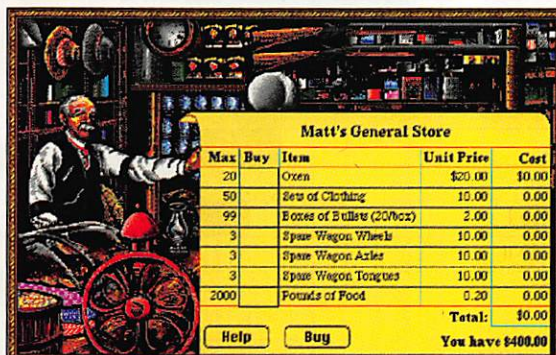 Matt's General Store
Max Buy Item Unit Price Cost
20 Oxen $20.00 $0.00
50 Sets of Clothing 10.00 0.00
99 Boxes of Bullets (20/box) 2.00 0.00
3 Spare Wagon Wheels 10.00 0.00
3 Spare Wagon Axles 10.00 0.00
3 Spare Wagon Tongues 10.00 0.00
2000 Pounds of Food 0.20 0.00
Total: $0.00
Help Buy You have $400.00